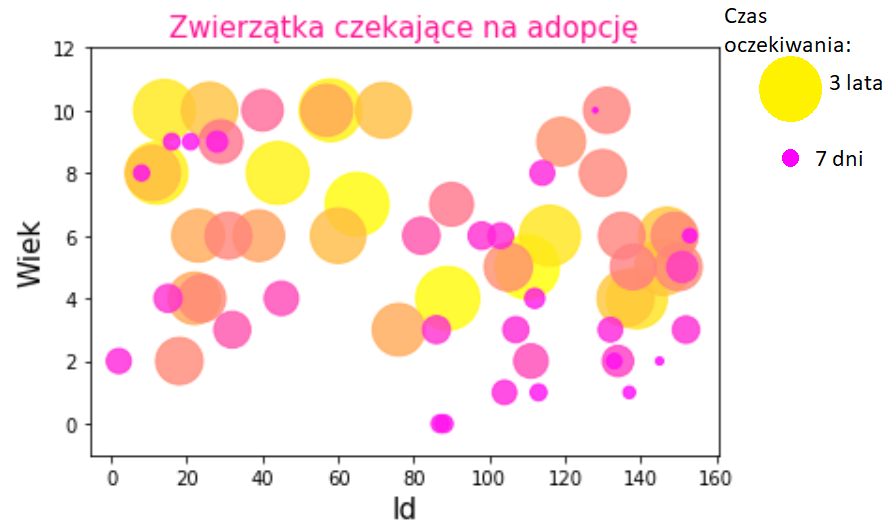 Zwierzątka czekające na adopcję
Czas
oczekiwania:
3 lata
7 dni
Wiek
12
10
8
6
4
2
0
0 20 40 60 80 100 120 140 160
Id